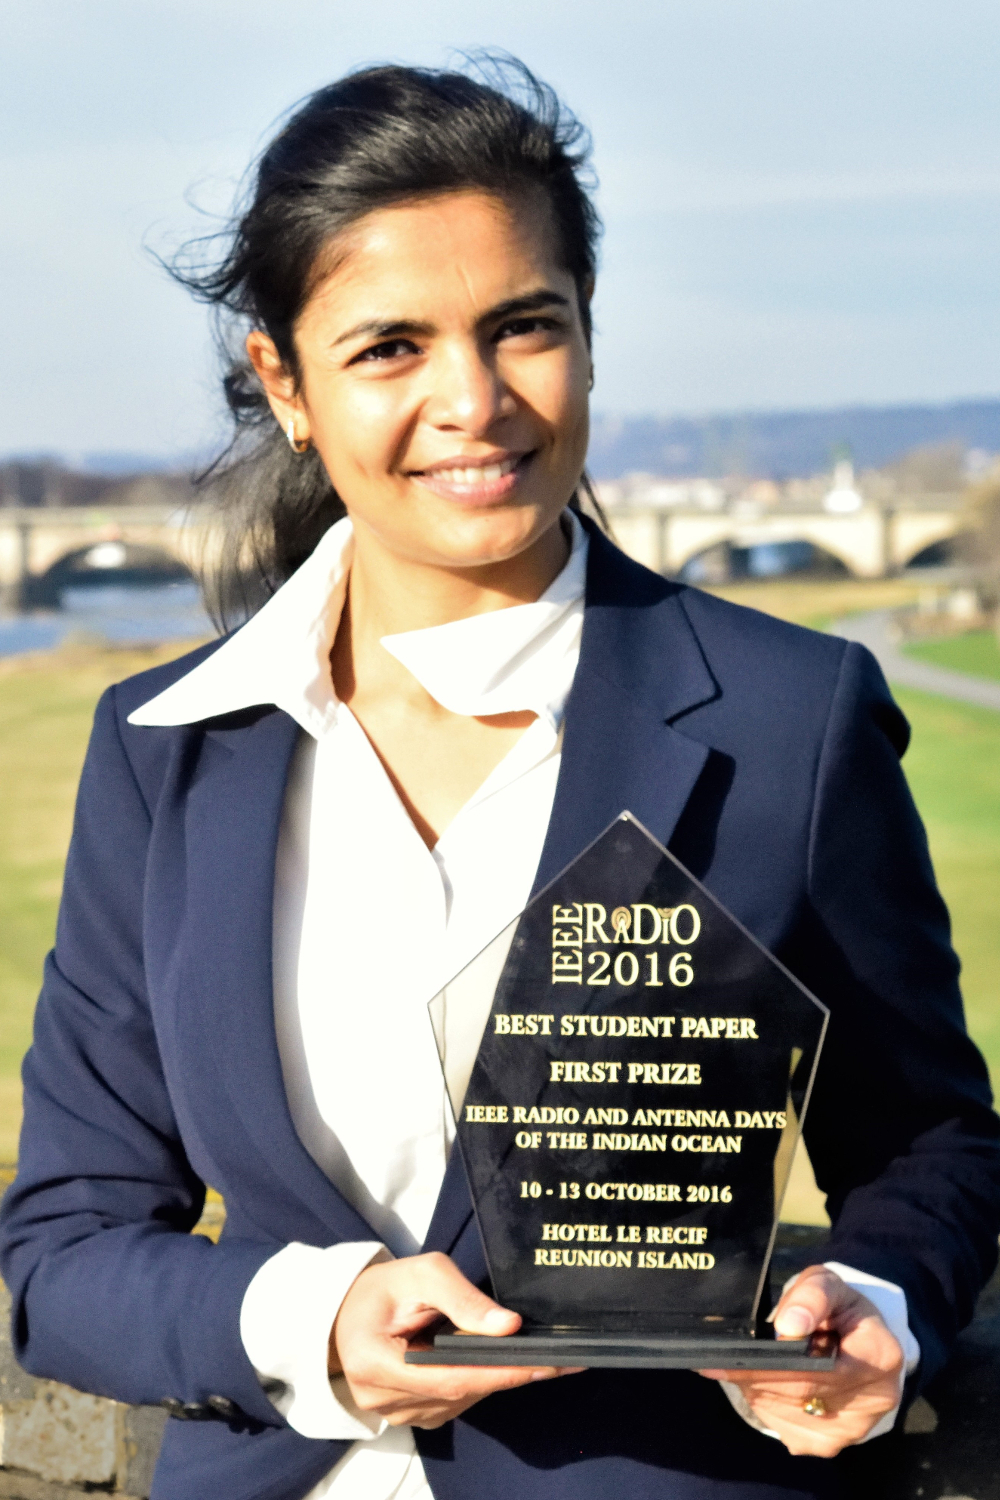 IEEE RADIO
2016
BEST STUDENT PAPER
FIRST PRIZE
IEEE RADIO AND ANTENNA DAYS
OF THE INDIAN OCEAN
10 - 13 OCTOBER 2016
HOTEL LE RECIF
REUNION ISLAND